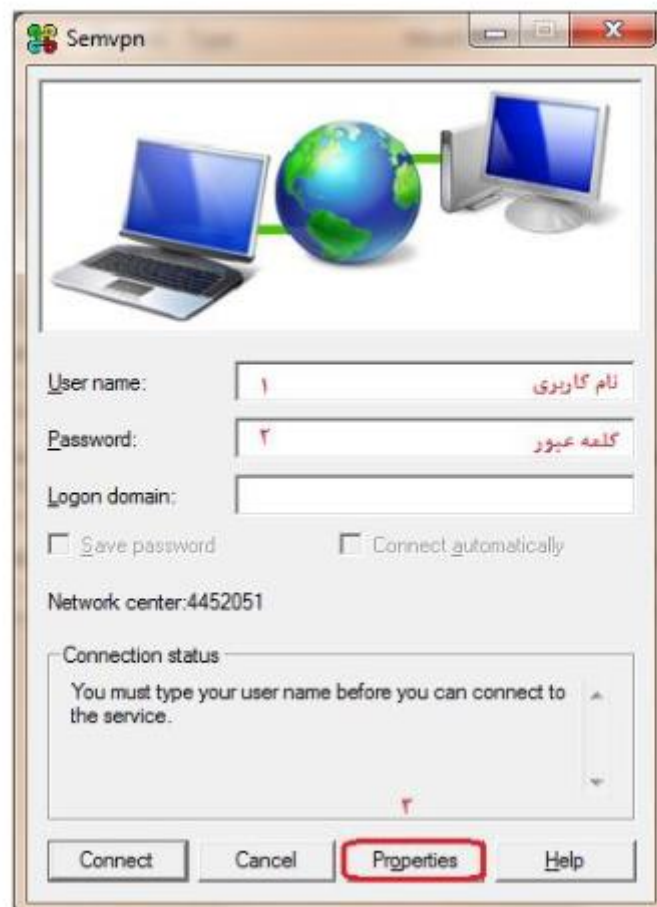 Semvpn
User name: ۱ نام کاربری
Password: ۲ کلمه عبور
Logon domain:
Save password Connect automatically
Network center:4452051
Connection status
You must type your user name before you can connect to
the service.
۳
Connect Cancel Properties Help